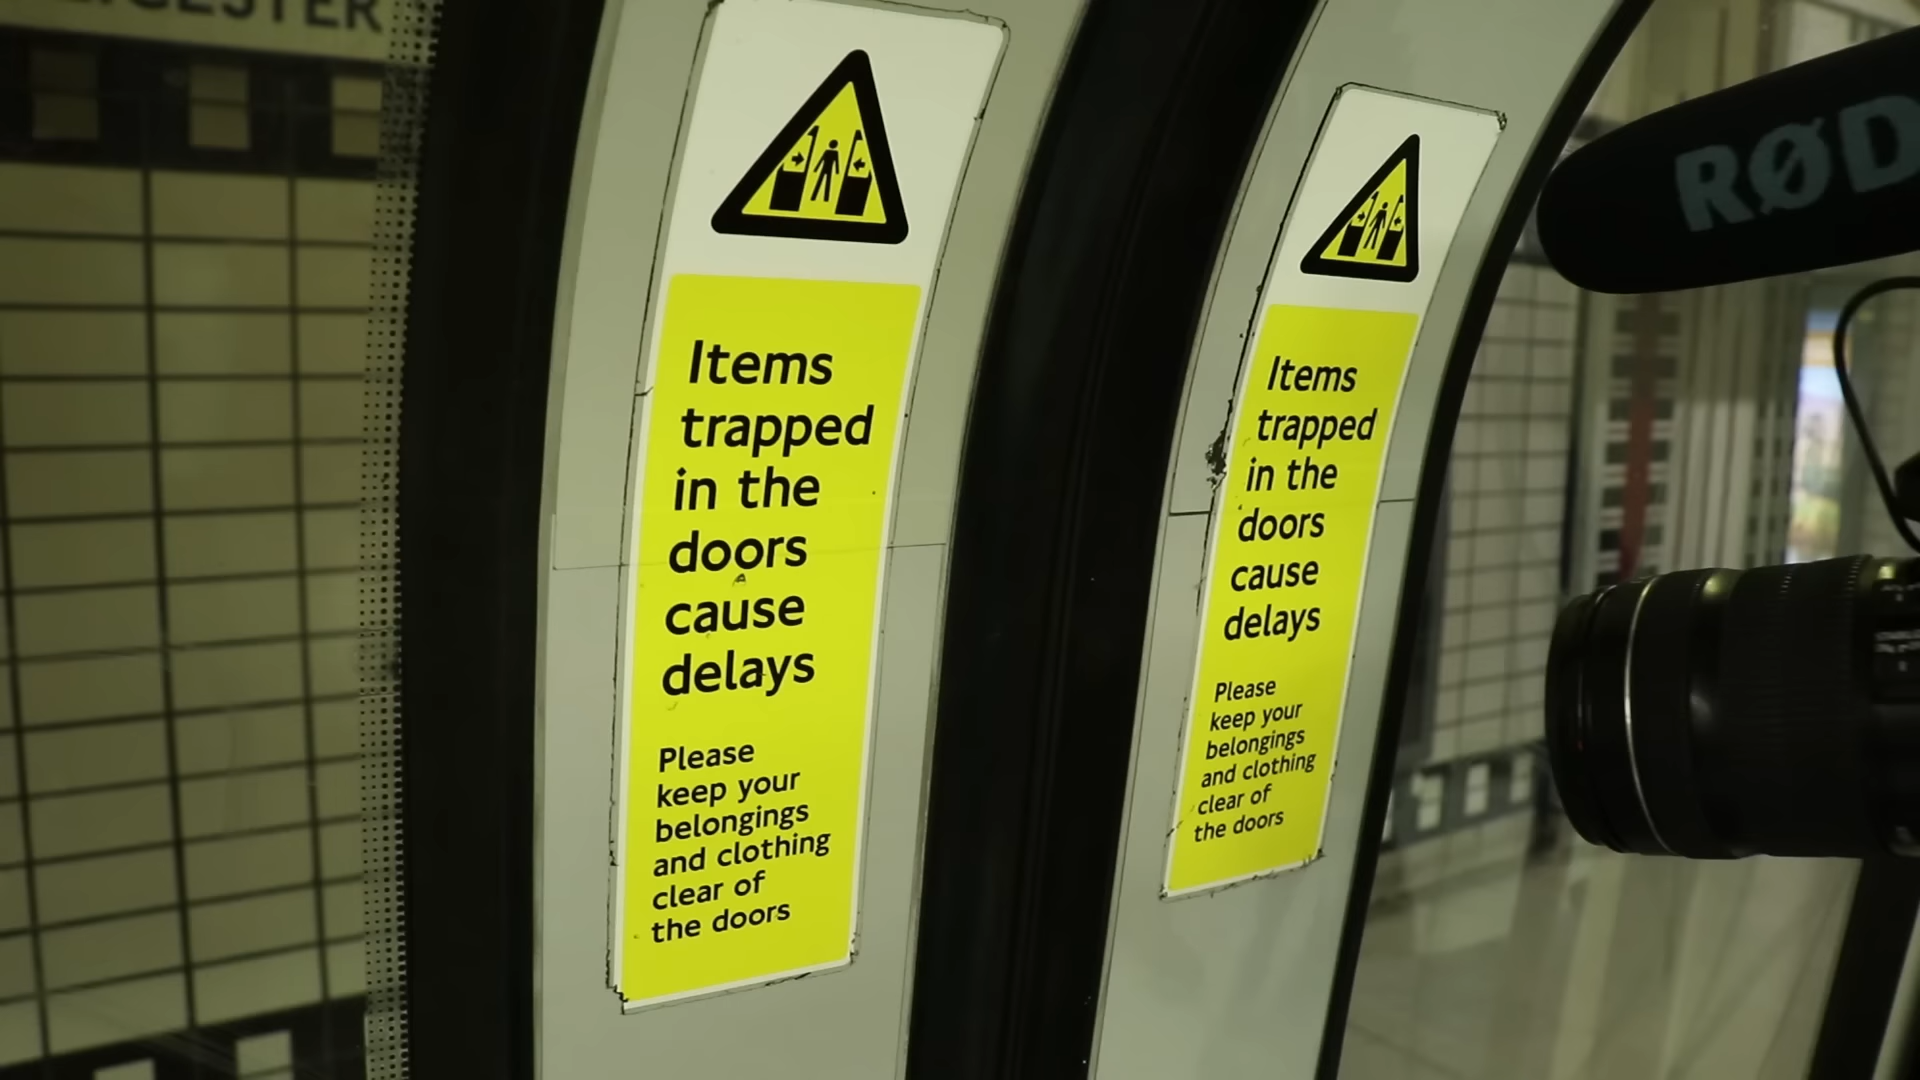 Items
trapped
in the
doors
cause
delays
Please
keep your
belongings
and clothing
clear of
the doors
Items
trapped
in the
doors
cause
delays
Please
keep your
belongings
and clothing
clear of
the doors
RØD